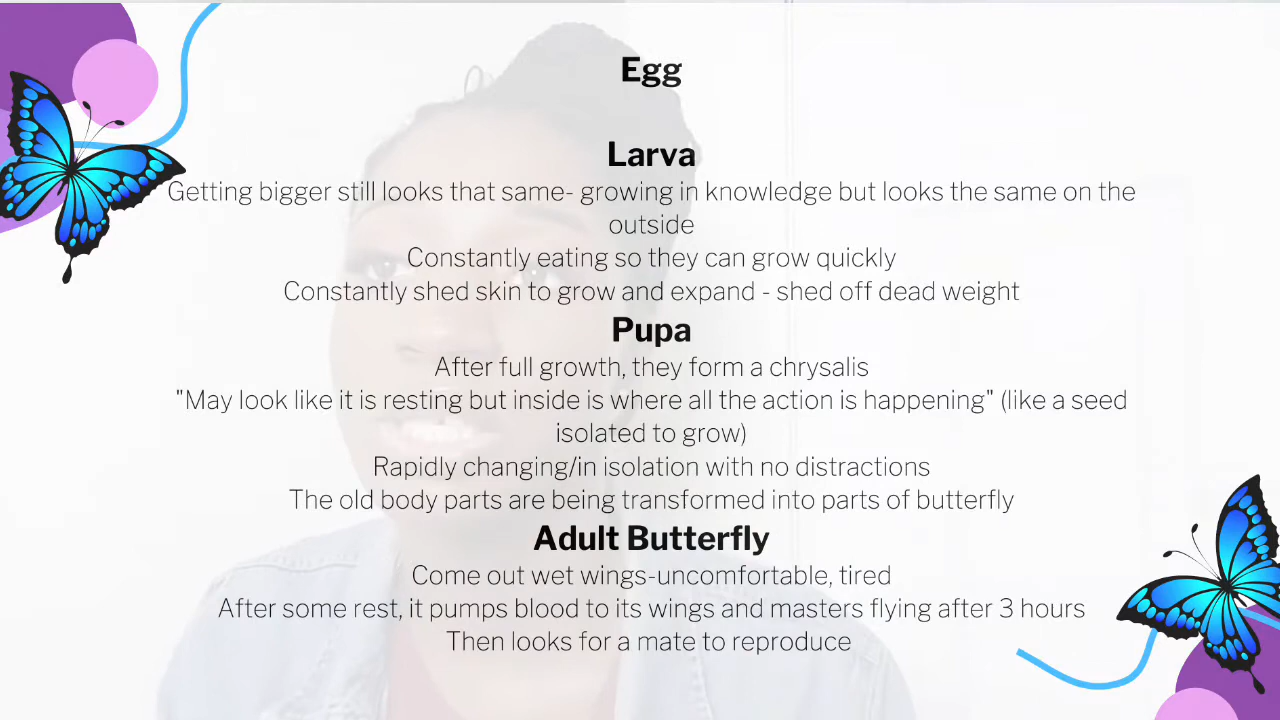 Egg
Larva
Getting bigger still looks that same- growing in knowledge but looks the same on the
outside
Constantly eating so they can grow quickly
Constantly shed skin to grow and expand - shed off dead weight
Pupa
After full growth, they form a chrysalis
"May look like it is resting but inside is where all the action is happening" (like a seed
isolated to grow)
Rapidly changing/in isolation with no distractions
The old body parts are being transformed into parts of butterfly
Adult Butterfly
Come out wet wings-uncomfortable, tired
After some rest, it pumps blood to its wings and masters flying after 3 hours
Then looks for a mate to reproduce